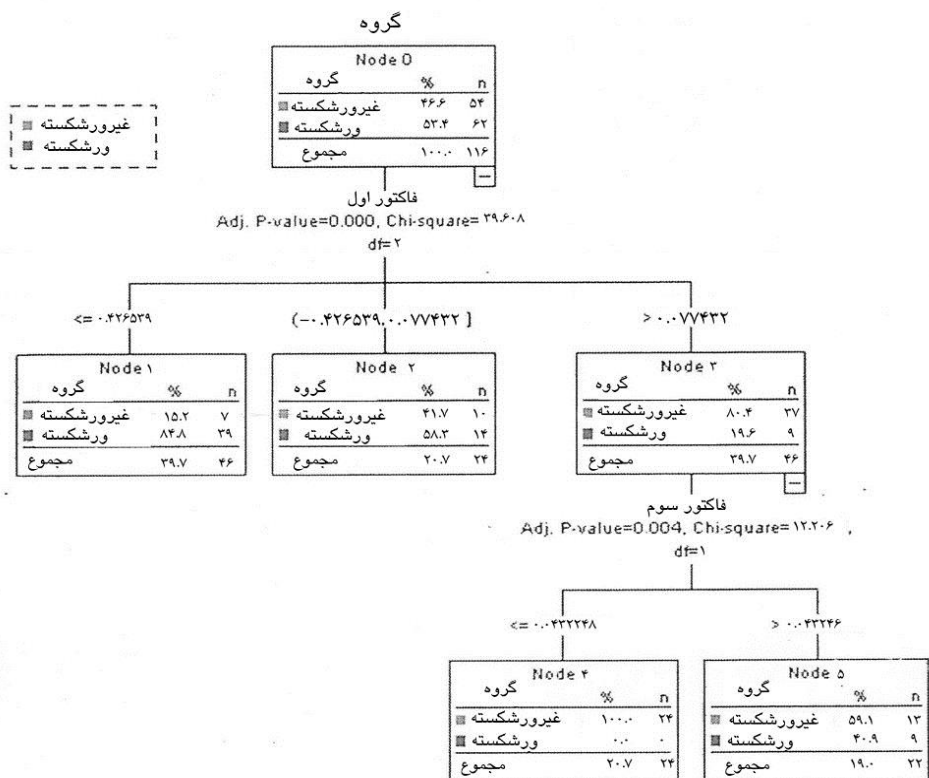 گروه
غیرورشکسته
ورشکسته
Node 0
گروه % n
غیرورشکسته ۴۶.۶ ۵۴
ورشکسته ۵۳.۴ ۶۲
مجموع ۱۰۰.۰ ۱۱۶
فاکتور اول
Adj. P-value=0.000, Chi-square= ۳۹.۶۰۸
df= ۲
<= ۰.۴۲۶۵۳۹
(-۰.۴۲۶۵۳۹,۰.۰۷۷۴۳۲ ]
> ۰.۰۷۷۴۳۲
Node ۱
گروه % n
غیرورشکسته ۱۵.۲ ۷
ورشکسته ۸۴.۸ ۳۹
مجموع ۳۹.۷ ۴۶
Node ۲
گروه % n
غیرورشکسته ۴۱.۷ ۱۰
ورشکسته ۵۸.۳ ۱۴
مجموع ۲۰.۷ ۲۴
Node ۳
گروه % n
غیرورشکسته ۸۰.۴ ۳۷
ورشکسته ۱۹.۶ ۹
مجموع ۳۹.۷ ۴۶
فاکتور سوم
Adj. P-value=0.004, Chi-square= ۱۲.۲۰۶ ,
df=۱
<= ۰.۰۴۳۲۲۴۸
> ۰.۰۴۳۲۴۶
Node ۴
گروه % n
غیرورشکسته ۱۰۰.۰ ۲۴
ورشکسته ۰.۰ ۰
مجموع ۲۰.۷ ۲۴
Node ۵
گروه % n
غیرورشکسته ۵۹.۱ ۱۳
ورشکسته ۴۰.۹ ۹
مجموع ۱۹.۰ ۲۲